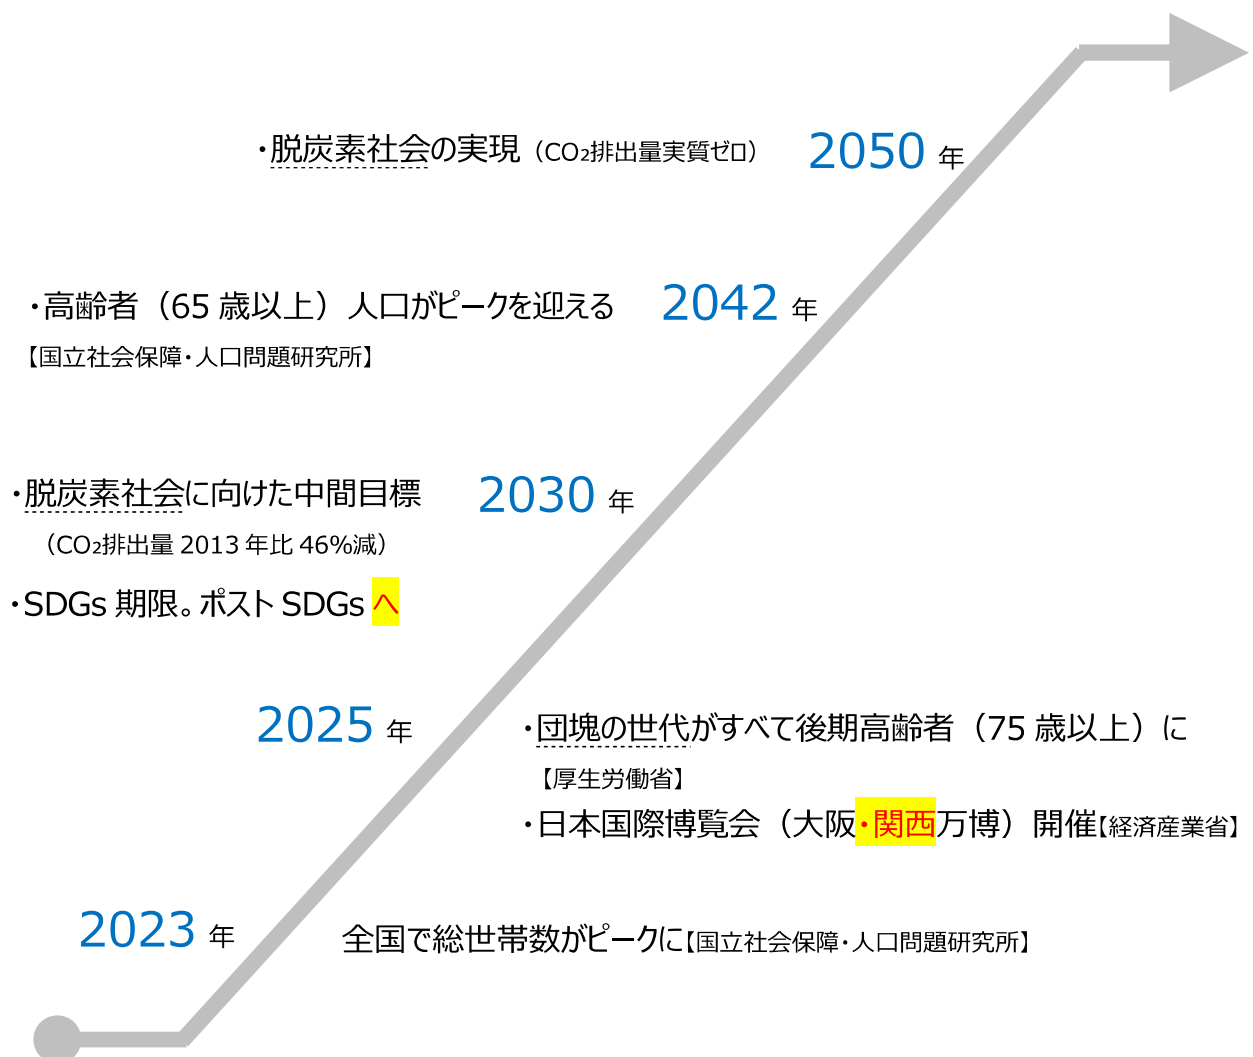 ・脱炭素社会の実現（CO₂排出量実質ゼロ） 2050 年
・高齢者（65 歳以上）人口がピークを迎える 2042 年
【国立社会保障・人口問題研究所】
・脱炭素社会に向けた中間目標 2030 年
（CO₂排出量 2013 年比 46%減）
・SDGs 期限。ポスト SDGs へ
2025 年 ・団塊の世代がすべて後期高齢者（75 歳以上）に
【厚生労働省】
・日本国際博覧会（大阪・関西万博）開催【経済産業省】
2023 年 全国で総世帯数がピークに【国立社会保障・人口問題研究所】